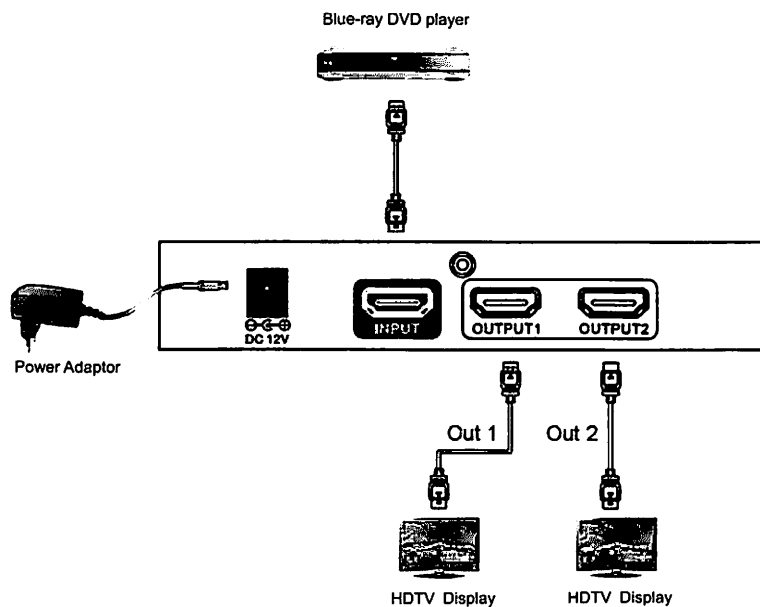 Blue-ray DVD player
INPUT
OUTPUT1
OUTPUT2
DC 12V
Power Adaptor
Out 1
Out 2
HDTV Display
HDTV Display